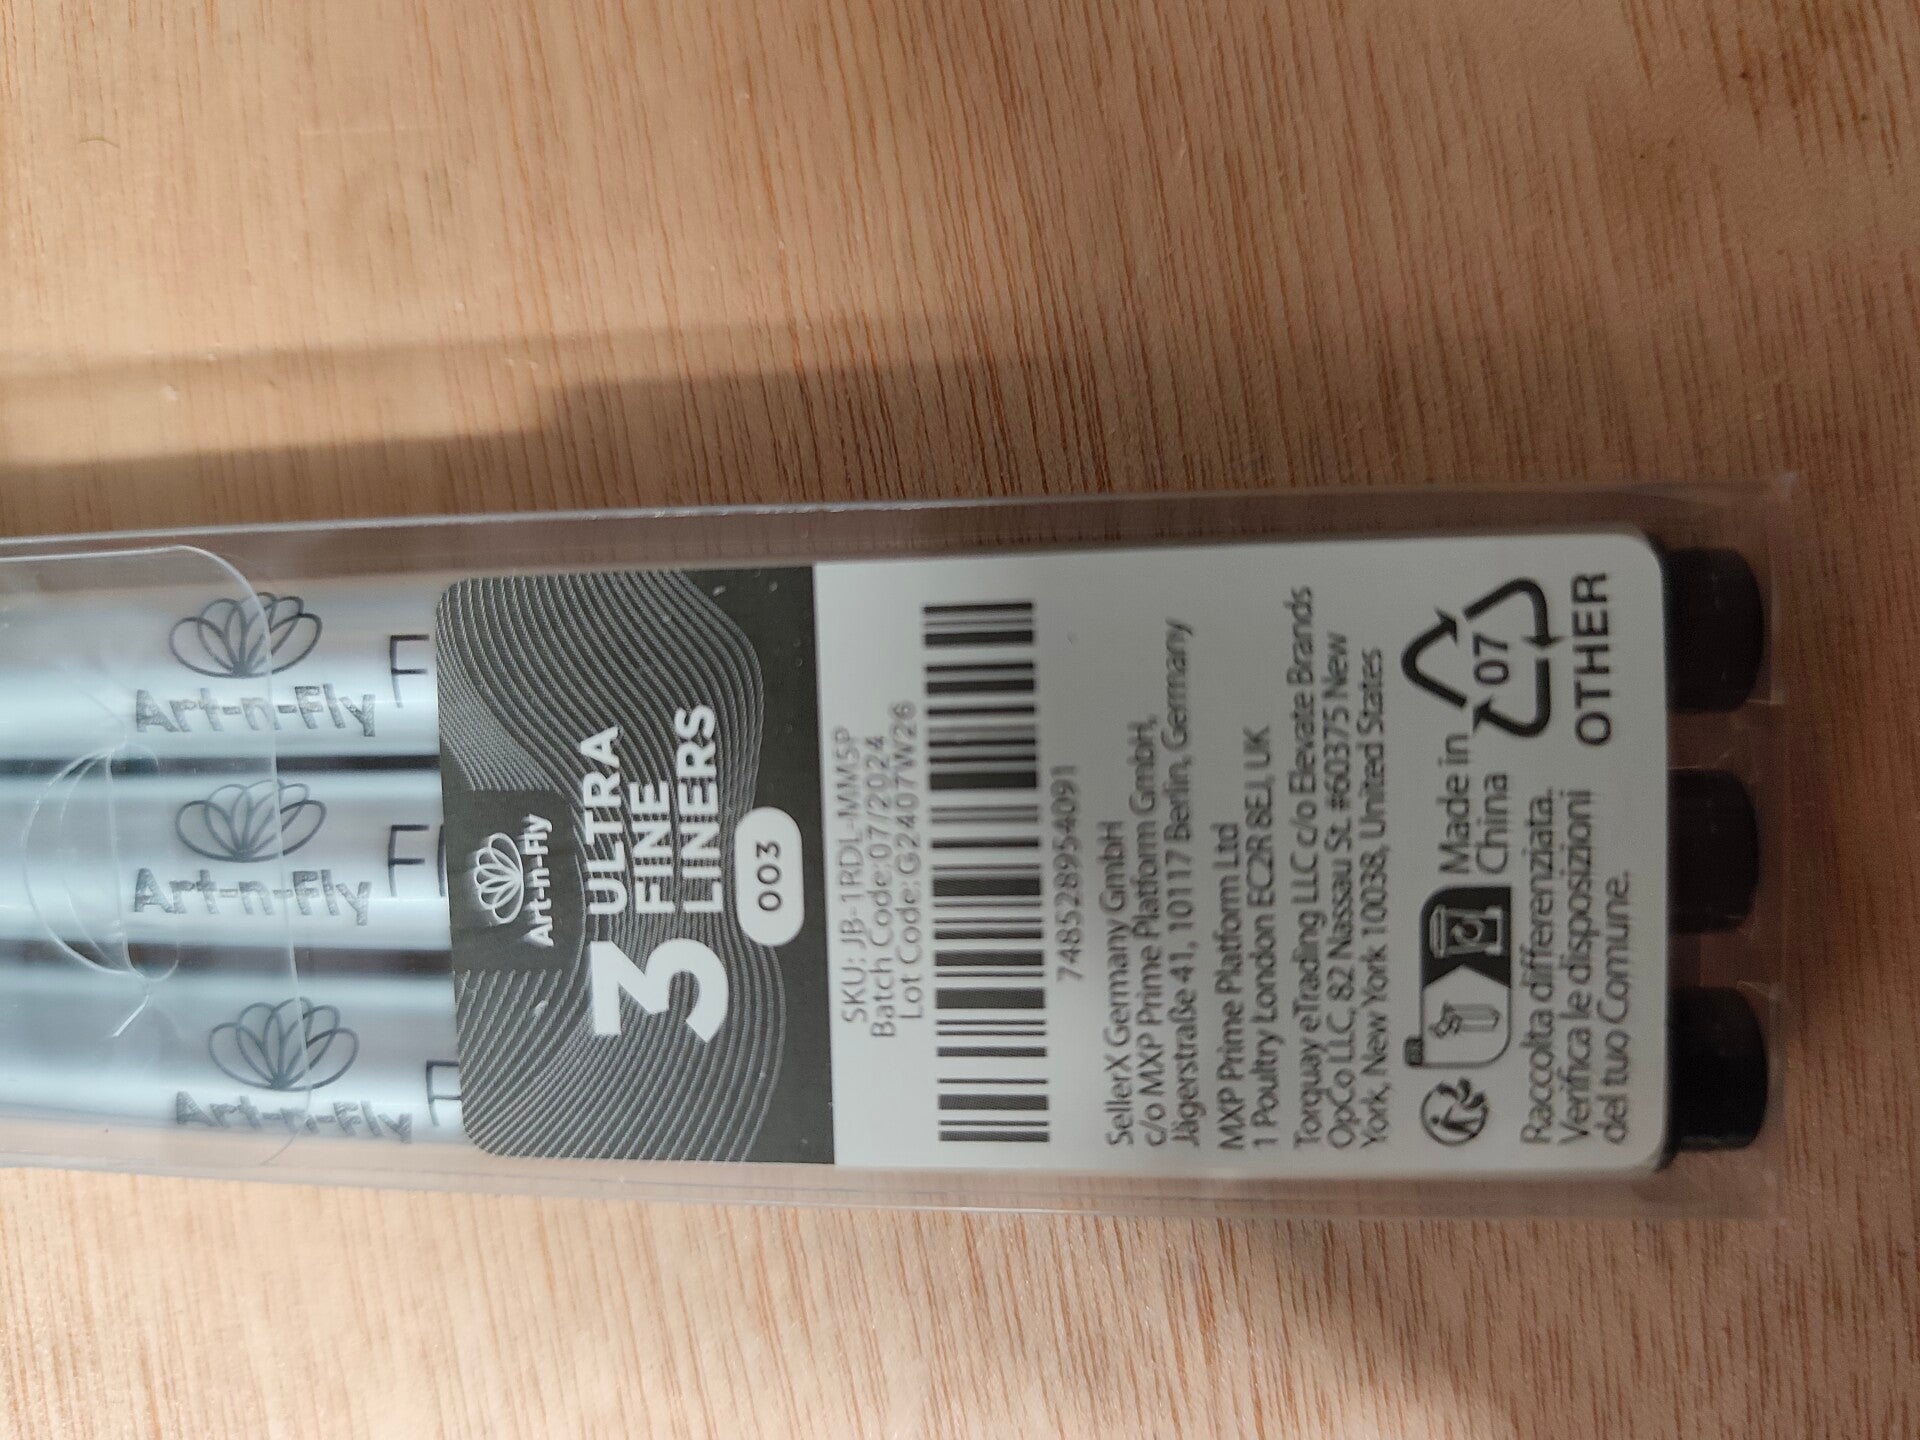 Art-n-Fly
Art-n-Fly
Art-n-Fly
Art-n-Fly
3 ULTRA
FINE
LINERS
003
SKU: JB-1RDL-MM5P
Batch Code:07/2024
Lot Code:G2407W26
748528954091
SellerX Germany GmbH
c/o MXP Prime Platform GmbH,
Jägerstraße 41, 10117 Berlin, Germany
MXP Prime Platform Ltd
1 Poultry London EC2R 8EJ, UK
Torquay eTrading LLC c/o Elevate Brands
OpCo LLC, 82 Nassau St. #60375 New
York, New York 10038, United States
FR
Made in
China
07
OTHER
Raccolta differenziata.
Verifica le disposizioni
del tuo Comune.